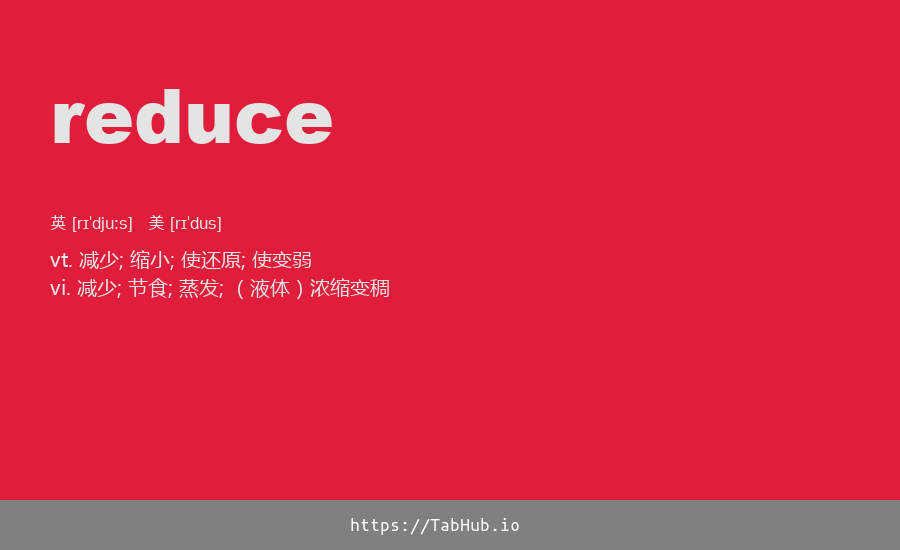 reduce
英 [rɪˈdjuːs] 美 [rɪˈdus]
vt. 减少; 缩小; 使还原; 使变弱
vi. 减少; 节食; 蒸发; （液体）浓缩变稠
https://TabHub.io